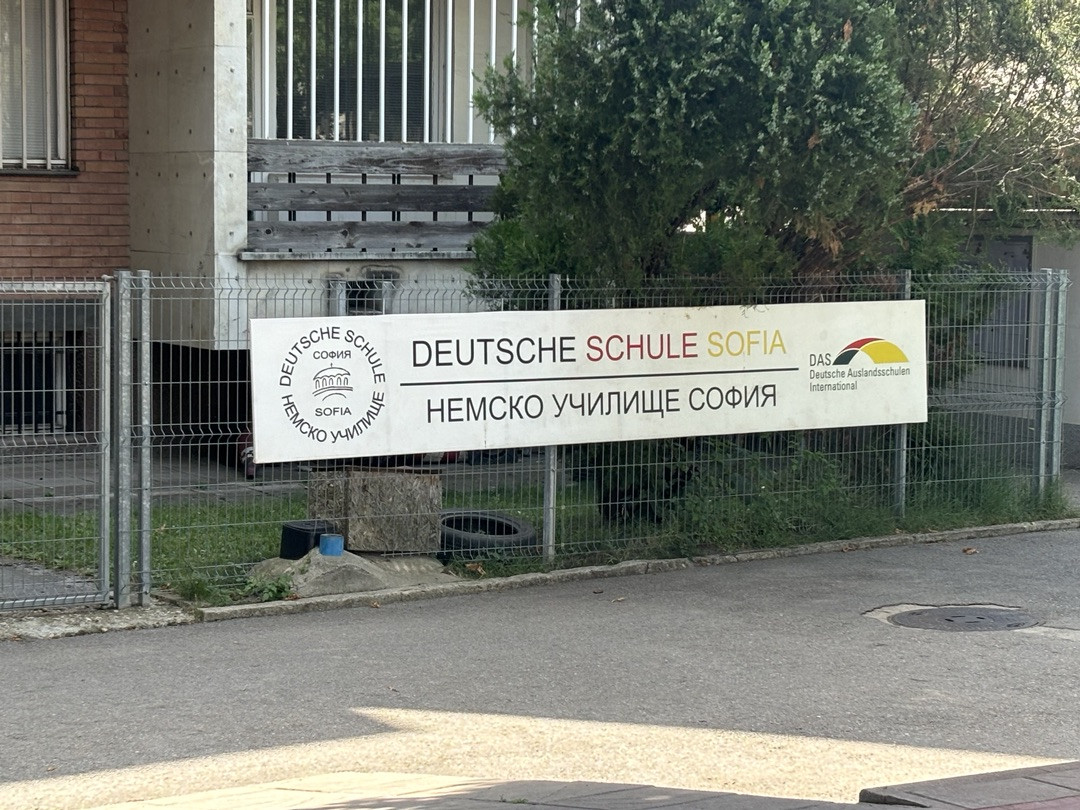 DEUTSCHE SCHULE
СОФИЯ
SOFIA
НЕМСКО УЧИЛИЩЕ
DEUTSCHE SCHULE SOFIA
НЕМСКО УЧИЛИЩЕ СОФИЯ
DAS
Deutsche Auslandsschulen
International